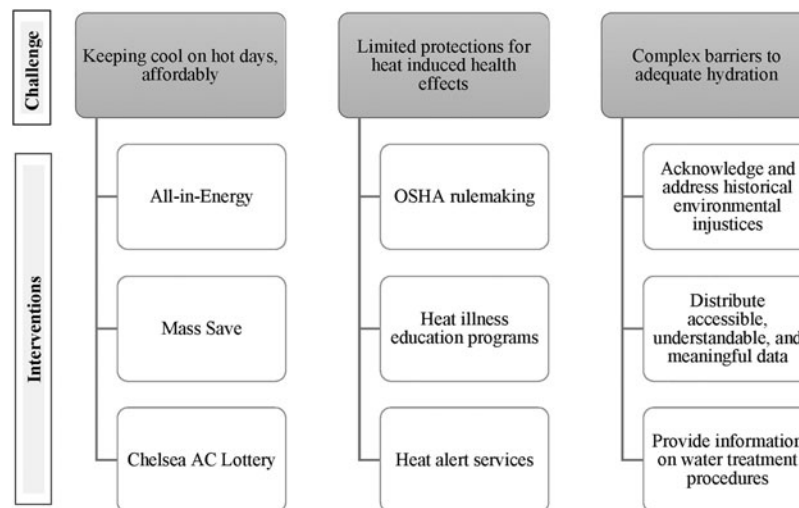 Challenge
Keeping cool on hot days,
affordably
Limited protections for
heat induced health
effects
Complex barriers to
adequate hydration
Interventions
All-in-Energy
OSHA rulemaking
Acknowledge and
address historical
environmental
injustices
Mass Save
Heat illness
education programs
Distribute
accessible,
understandable, and
meaningful data
Chelsea AC Lottery
Heat alert services
Provide information
on water treatment
procedures